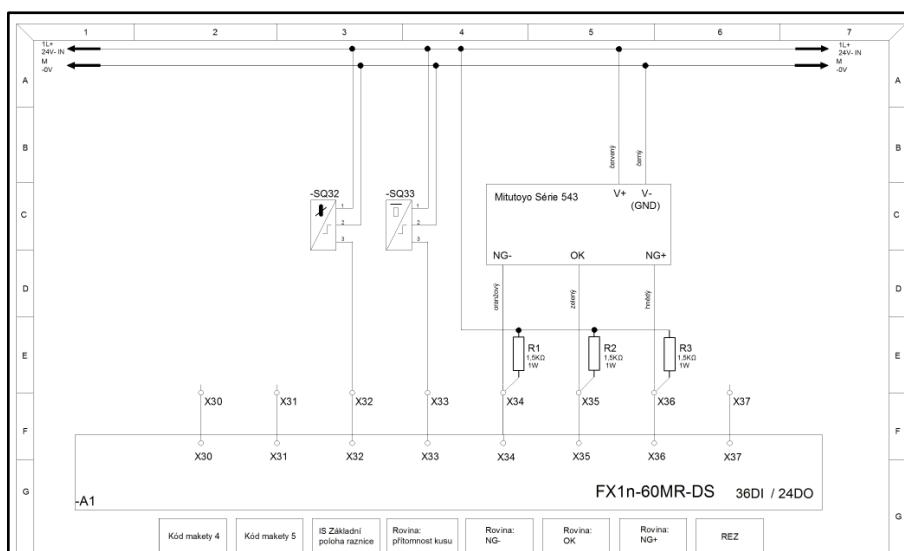 1 2 3 4 5 6 7
1L+ 1L+
24V- IN 24V- IN
M M
-0V -0V
A A
B B
červený černý
-SQ32 -SQ33
1 1
2 2
3 3
Mitutoyo Série 543 V+ V-
(GND)
C C
NG- OK NG+
D D
oranžový zelený hnědý
R1 R2 R3
1,5KΩ 1,5KΩ 1,5KΩ
1W 1W 1W
E E
X30 X31 X32 X33 X34 X35 X36 X37
F F
X30 X31 X32 X33 X34 X35 X36 X37
-A1 FX1n-60MR-DS 36DI / 24DO
G G
Kód makety 4 Kód makety 5 IS Základní poloha raznice Rovina: přítomnost kusu Rovina: NG- Rovina: OK Rovina: NG+ REZ